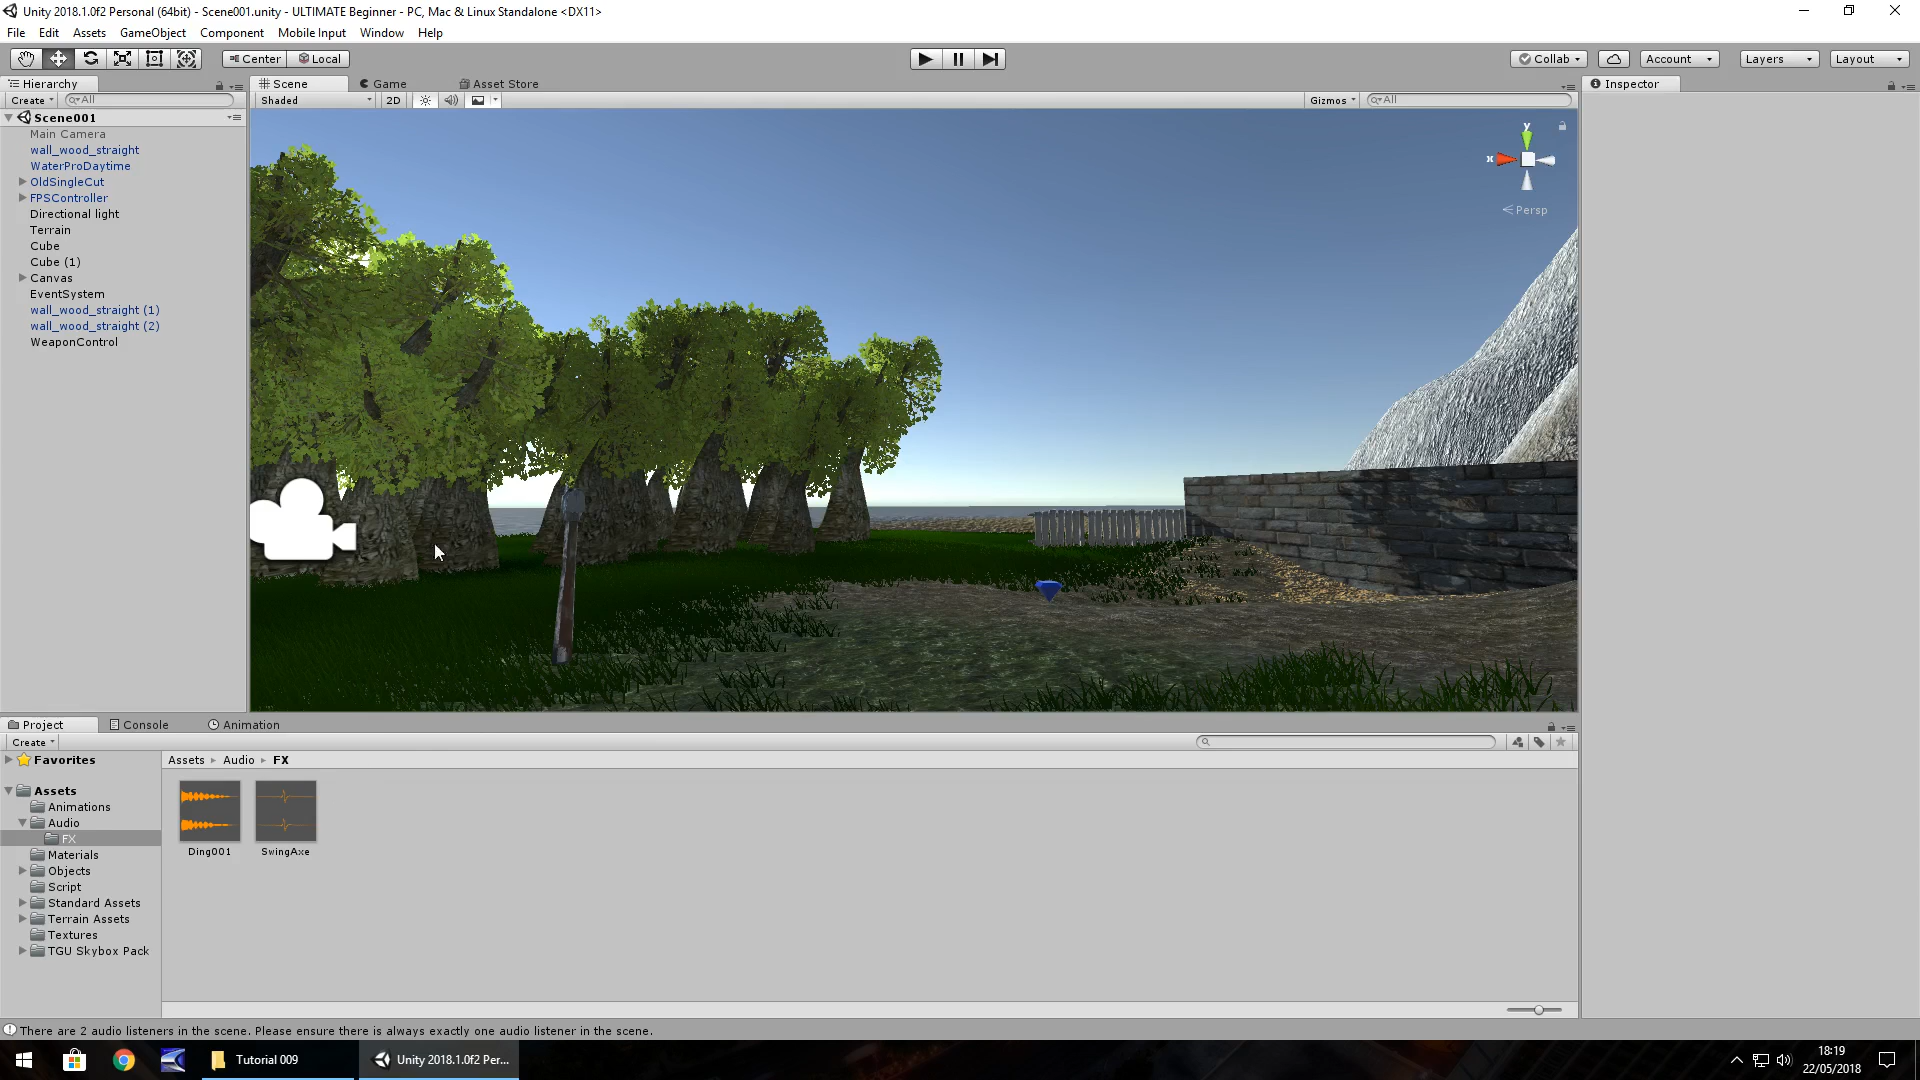 Unity 2018.1.0f2 Personal (64bit) - Scene001.unity - ULTIMATE Beginner - PC, Mac & Linux Standalone <DX11>
File Edit Assets GameObject Component Mobile Input Window Help
Center Local Collab Account Layers Layout
Hierarchy Scene Game Asset Store Inspector
Create All Shaded 2D Gizmos All
Scene001
Main Camera
wall_wood_straight
WaterProDaytime
OldSingleCut
FPSController
Directional light
Terrain
Cube
Cube (1)
Canvas
EventSystem
wall_wood_straight (1)
wall_wood_straight (2)
WeaponControl
y
x
Persp
Project Console Animation
Create
Favorites
Assets
Animations
Audio
FX
Materials
Objects
Script
Standard Assets
Terrain Assets
Textures
TGU Skybox Pack
Assets Audio FX
Ding001 SwingAxe
There are 2 audio listeners in the scene. Please ensure there is always exactly one audio listener in the scene.
Tutorial 009 Unity 2018.1.0f2 Per...
18:19
22/05/2018